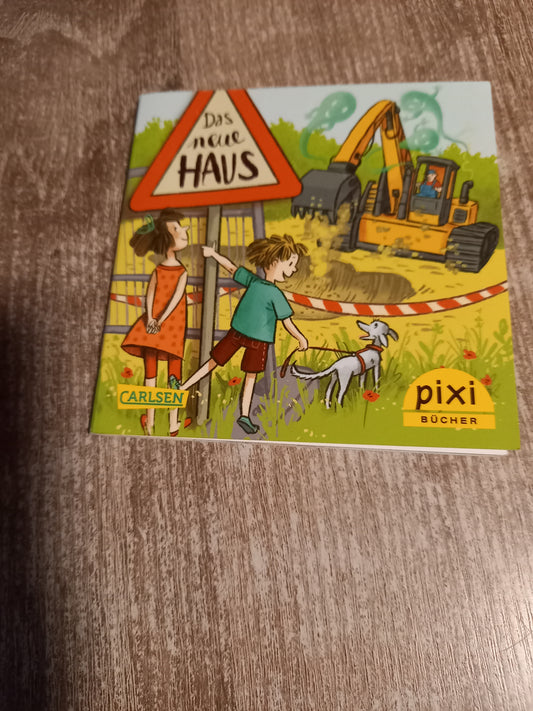 Das
neue
HAUS
CARLSEN
pixi
BÜCHER